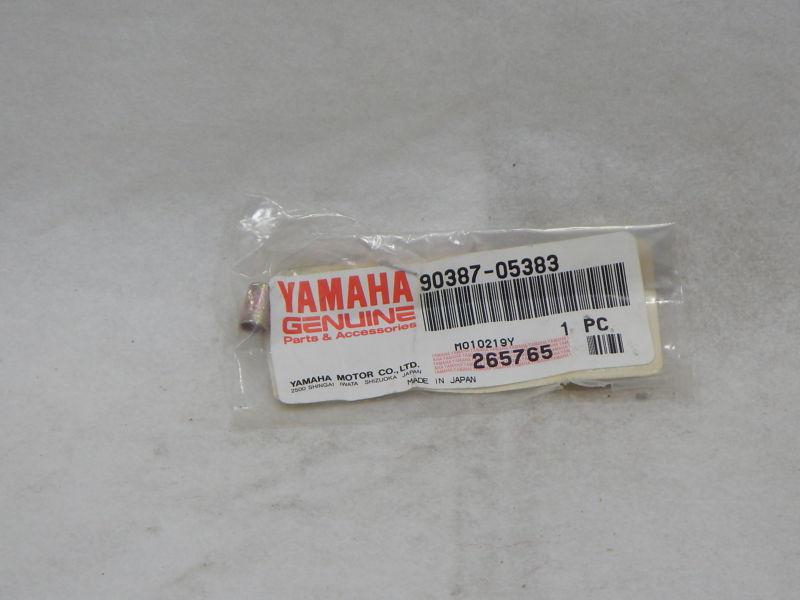 YAMAHA
GENUINE
Parts & Accessories
90387-05383
1 PC
M010219Y
265765
YAMAHA MOTOR CO.,LTD.
2500 SHINGAI IWATA SHIZUOKA JAPAN
MADE IN JAPAN